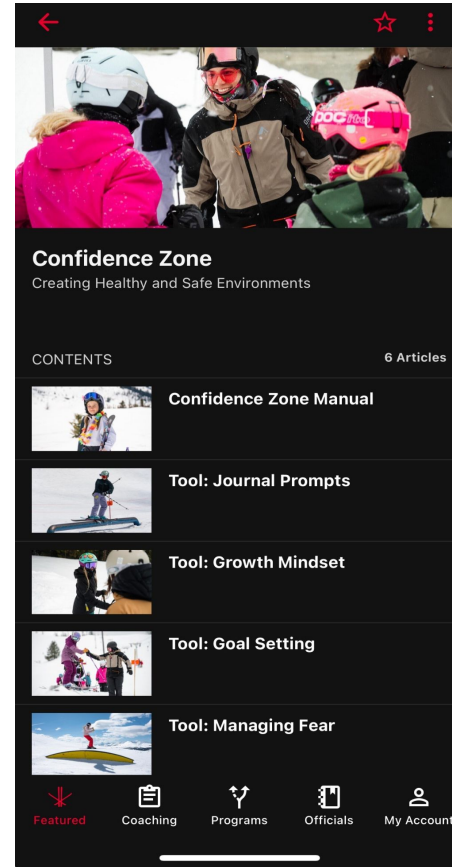 POCito
Confidence Zone
Creating Healthy and Safe Environments
CONTENTS
6 Articles
Confidence Zone Manual
Tool: Journal Prompts
Tool: Growth Mindset
Tool: Goal Setting
Tool: Managing Fear
Featured
Coaching
Programs
Officials
My Account